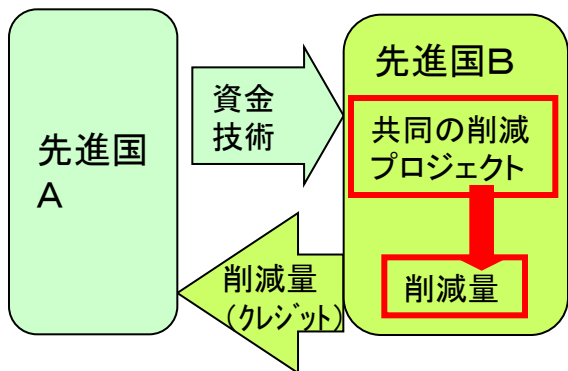 先進国
A
資金
技術
先進国B
共同の削減
プロジェクト
削減量
削減量
(クレジット)